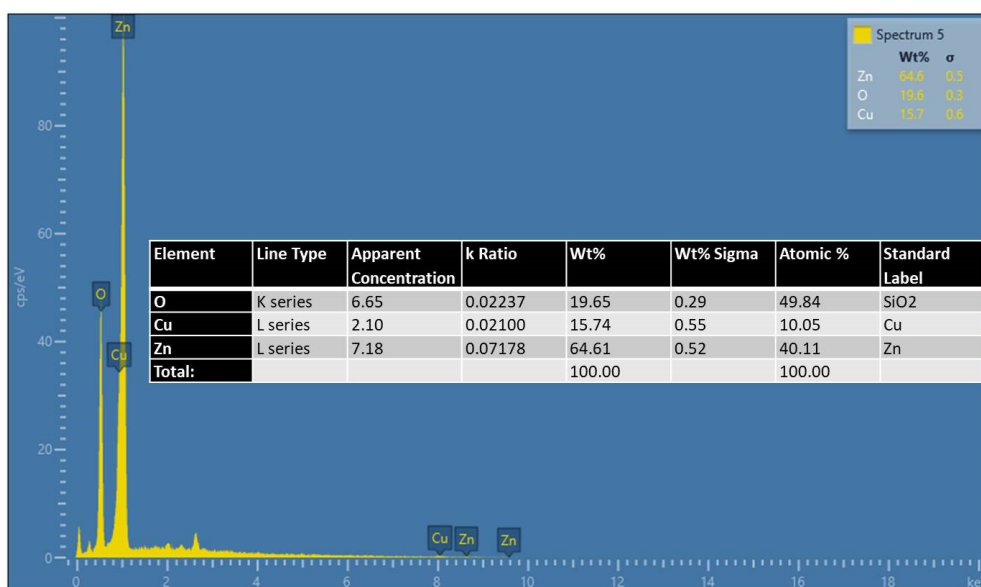 Zn
Spectrum 5
Wt% σ
Zn 64.6 0.5
O 19.6 0.3
Cu 15.7 0.6
80
60
cps/eV
40
20
0
O
Cu
Element Line Type Apparent Concentration k Ratio Wt% Wt% Sigma Atomic % Standard Label
O K series 6.65 0.02237 19.65 0.29 49.84 SiO2
Cu L series 2.10 0.02100 15.74 0.55 10.05 Cu
Zn L series 7.18 0.07178 64.61 0.52 40.11 Zn
Total: 100.00 100.00
Cu Zn Zn
0 2 4 6 8 10 12 14 16 18 ke